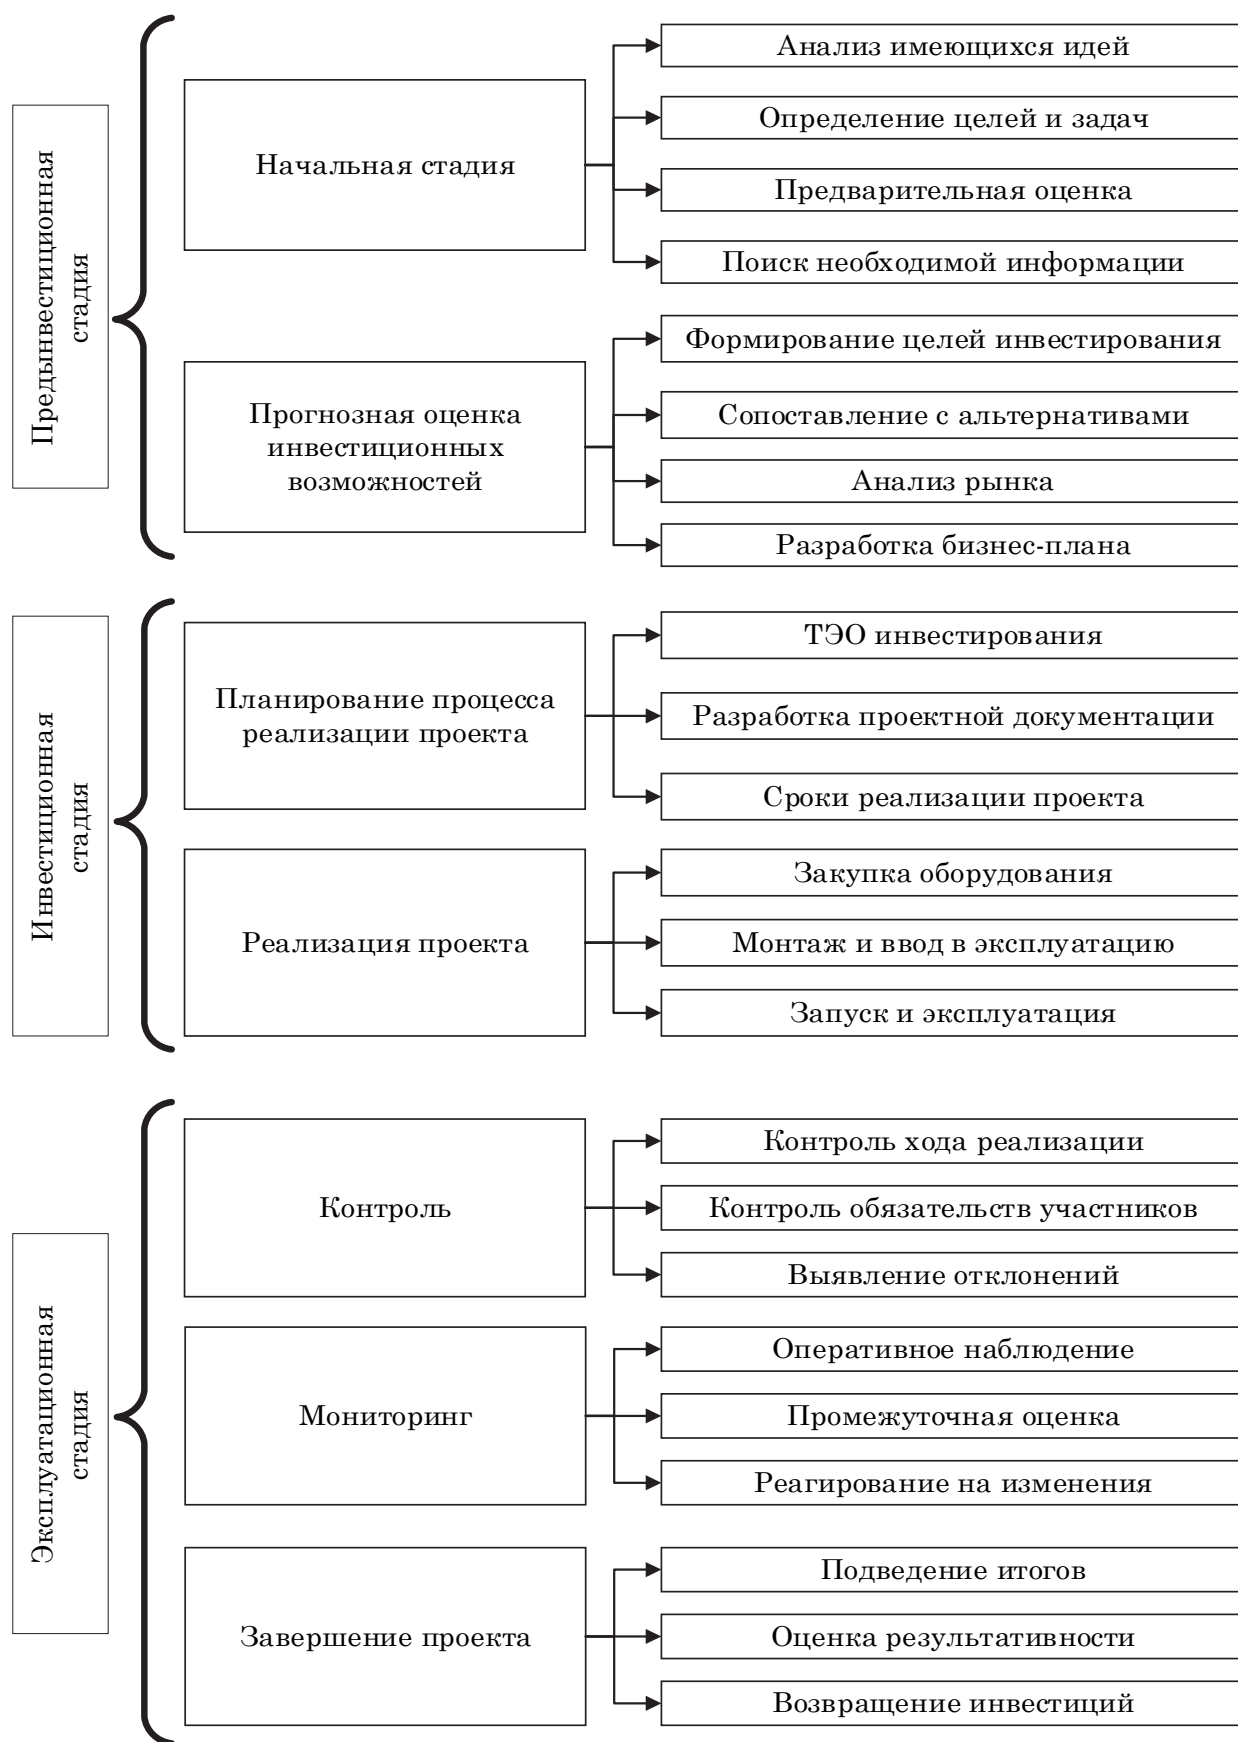 Предынвестиционная
стадия
Начальная стадия
Анализ имеющихся идей
Определение целей и задач
Предварительная оценка
Поиск необходимой информации
Прогнозная оценка
инвестиционных
возможностей
Формирование целей инвестирования
Сопоставление с альтернативами
Анализ рынка
Разработка бизнес-плана
Инвестиционная
стадия
Планирование процесса
реализации проекта
ТЭО инвестирования
Разработка проектной документации
Сроки реализации проекта
Реализация проекта
Закупка оборудования
Монтаж и ввод в эксплуатацию
Запуск и эксплуатация
Эксплуатационная
стадия
Контроль
Контроль хода реализации
Контроль обязательств участников
Выявление отклонений
Мониторинг
Оперативное наблюдение
Промежуточная оценка
Реагирование на изменения
Завершение проекта
Подведение итогов
Оценка результативности
Возвращение инвестиций